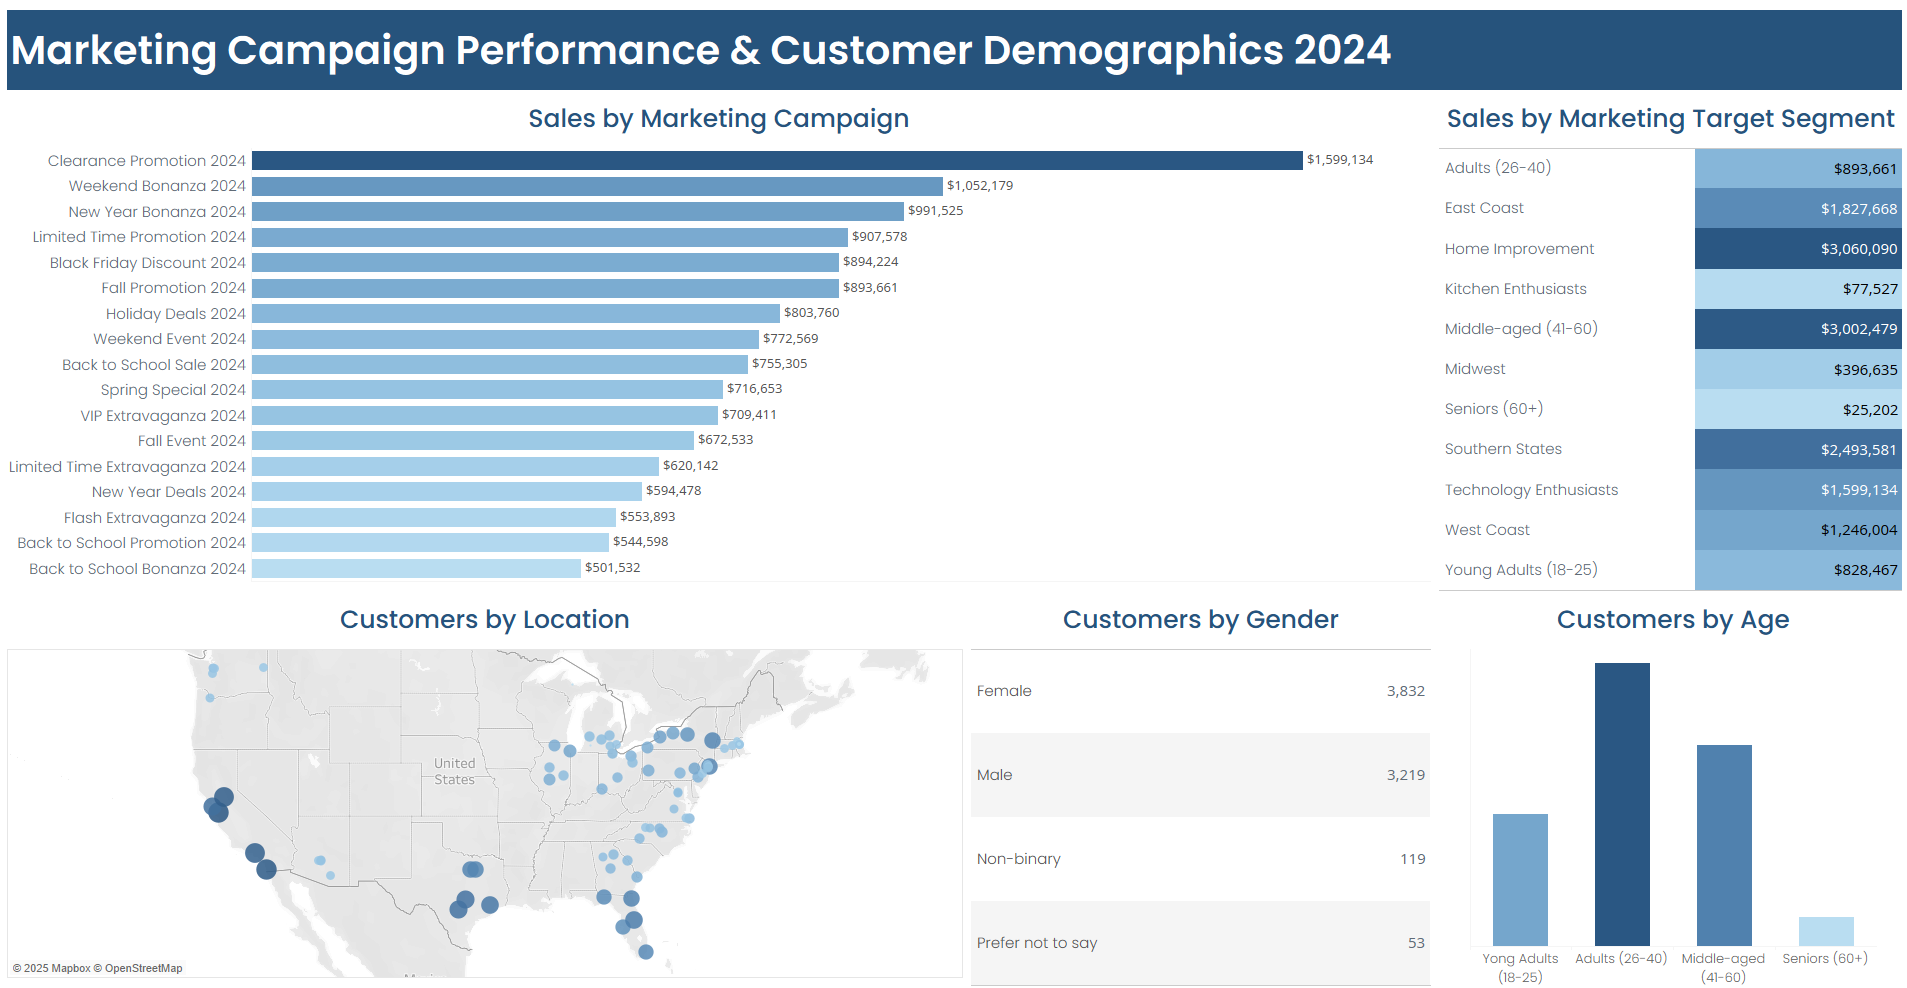 Marketing Campaign Performance & Customer Demographics 2024
Sales by Marketing Campaign
Clearance Promotion 2024 $1,599,134
Weekend Bonanza 2024 $1,052,179
New Year Bonanza 2024 $991,525
Limited Time Promotion 2024 $907,578
Black Friday Discount 2024 $894,224
Fall Promotion 2024 $893,661
Holiday Deals 2024 $803,760
Weekend Event 2024 $772,569
Back to School Sale 2024 $755,305
Spring Special 2024 $716,653
VIP Extravaganza 2024 $709,411
Fall Event 2024 $672,533
Limited Time Extravaganza 2024 $620,142
New Year Deals 2024 $594,478
Flash Extravaganza 2024 $553,893
Back to School Promotion 2024 $544,598
Back to School Bonanza 2024 $501,532
Sales by Marketing Target Segment
Adults (26-40) $893,661
East Coast $1,827,668
Home Improvement $3,060,090
Kitchen Enthusiasts $77,527
Middle-aged (41-60) $3,002,479
Midwest $396,635
Seniors (60+) $25,202
Southern States $2,493,581
Technology Enthusiasts $1,599,134
West Coast $1,246,004
Young Adults (18-25) $828,467
Customers by Location
United
States
© 2025 Mapbox © OpenStreetMap
Customers by Gender
Female 3,832
Male 3,219
Non-binary 119
Prefer not to say 53
Customers by Age
Yong Adults
(18-25)
Adults (26-40)
Middle-aged
(41-60)
Seniors (60+)